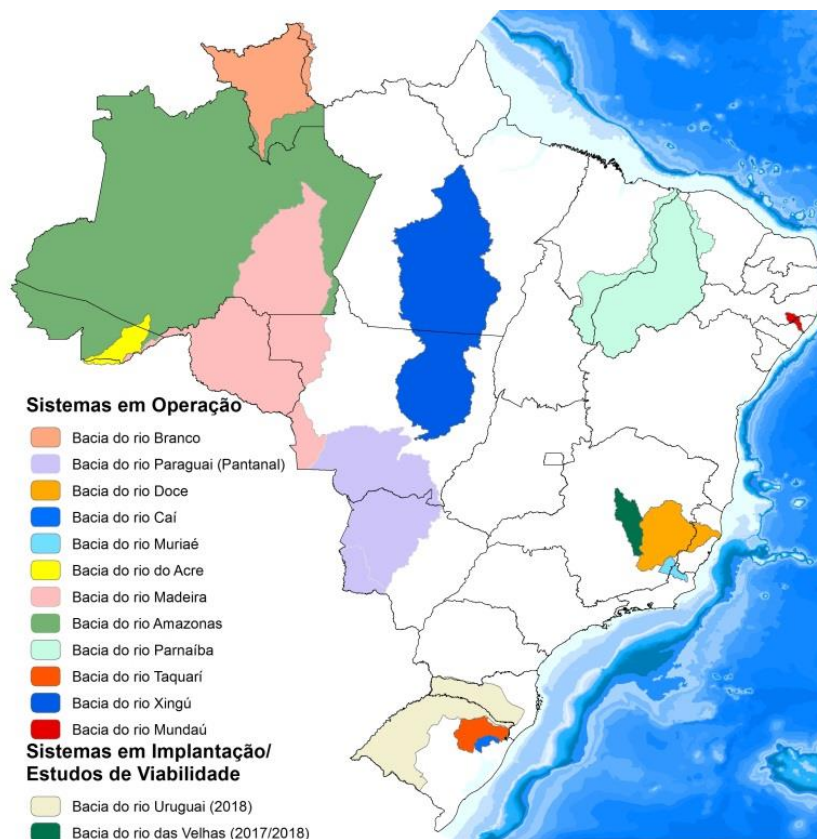 Sistemas em Operação
Bacia do rio Branco
Bacia do rio Paraguai (Pantanal)
Bacia do rio Doce
Bacia do rio Caí
Bacia do rio Muriaé
Bacia do rio do Acre
Bacia do rio Madeira
Bacia do rio Amazonas
Bacia do rio Parnaíba
Bacia do rio Taquarí
Bacia do rio Xingú
Bacia do rio Mundaú
Sistemas em Implantação/
Estudos de Viabilidade
Bacia do rio Uruguai (2018)
Bacia do rio das Velhas (2017/2018)